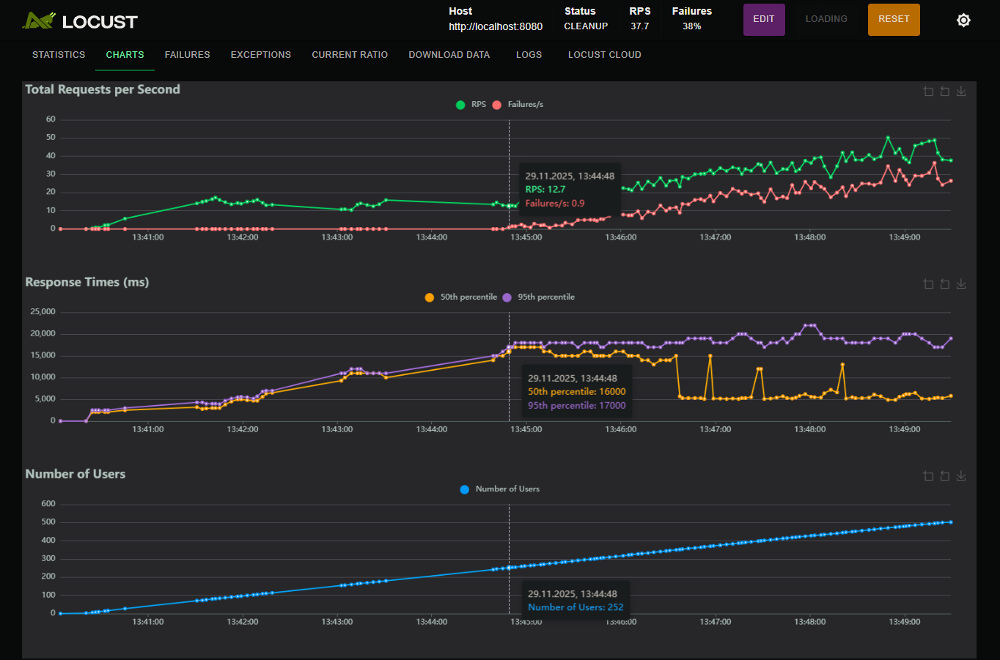 LOCUST
Host
http://localhost:8080
Status
CLEANUP
RPS
37.7
Failures
38%
EDIT
LOADING
RESET
STATISTICS CHARTS FAILURES EXCEPTIONS CURRENT RATIO DOWNLOAD DATA LOGS LOCUST CLOUD
Total Requests per Second
RPS Failures/s
60
50
40
30
20
10
0
29.11.2025, 13:44:48
RPS: 12.7
Failures/s: 0.9
13:41:00 13:42:00 13:43:00 13:44:00 13:45:00 13:46:00 13:47:00 13:48:00 13:49:00
Response Times (ms)
50th percentile 95th percentile
25,000
20,000
15,000
10,000
5,000
0
29.11.2025, 13:44:48
50th percentile: 16000
95th percentile: 17000
13:41:00 13:42:00 13:43:00 13:44:00 13:45:00 13:46:00 13:47:00 13:48:00 13:49:00
Number of Users
Number of Users
600
500
400
300
200
100
0
29.11.2025, 13:44:48
Number of Users: 252
13:41:00 13:42:00 13:43:00 13:44:00 13:45:00 13:46:00 13:47:00 13:48:00 13:49:00